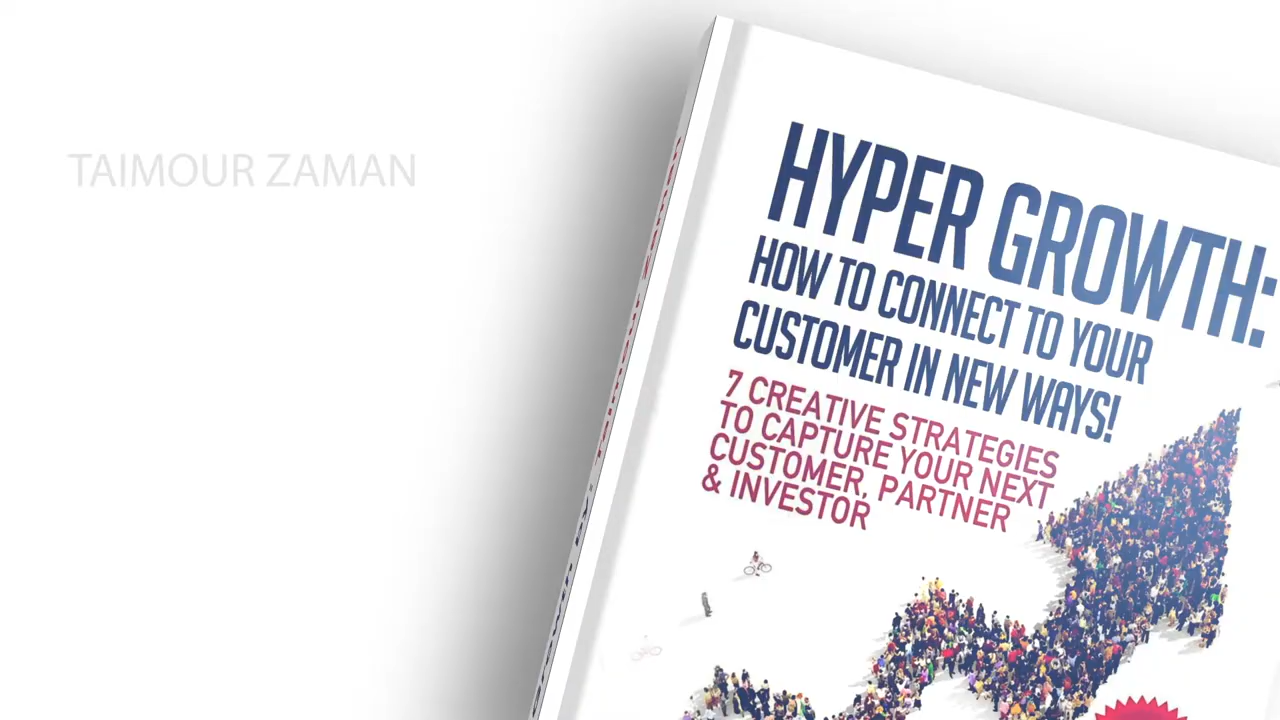 TAIMOUR ZAMAN
HYPER GROWTH:
HOW TO CONNECT TO YOUR
CUSTOMER IN NEW WAYS!
7 CREATIVE STRATEGIES
TO CAPTURE YOUR NEXT
CUSTOMER, PARTNER
& INVESTOR